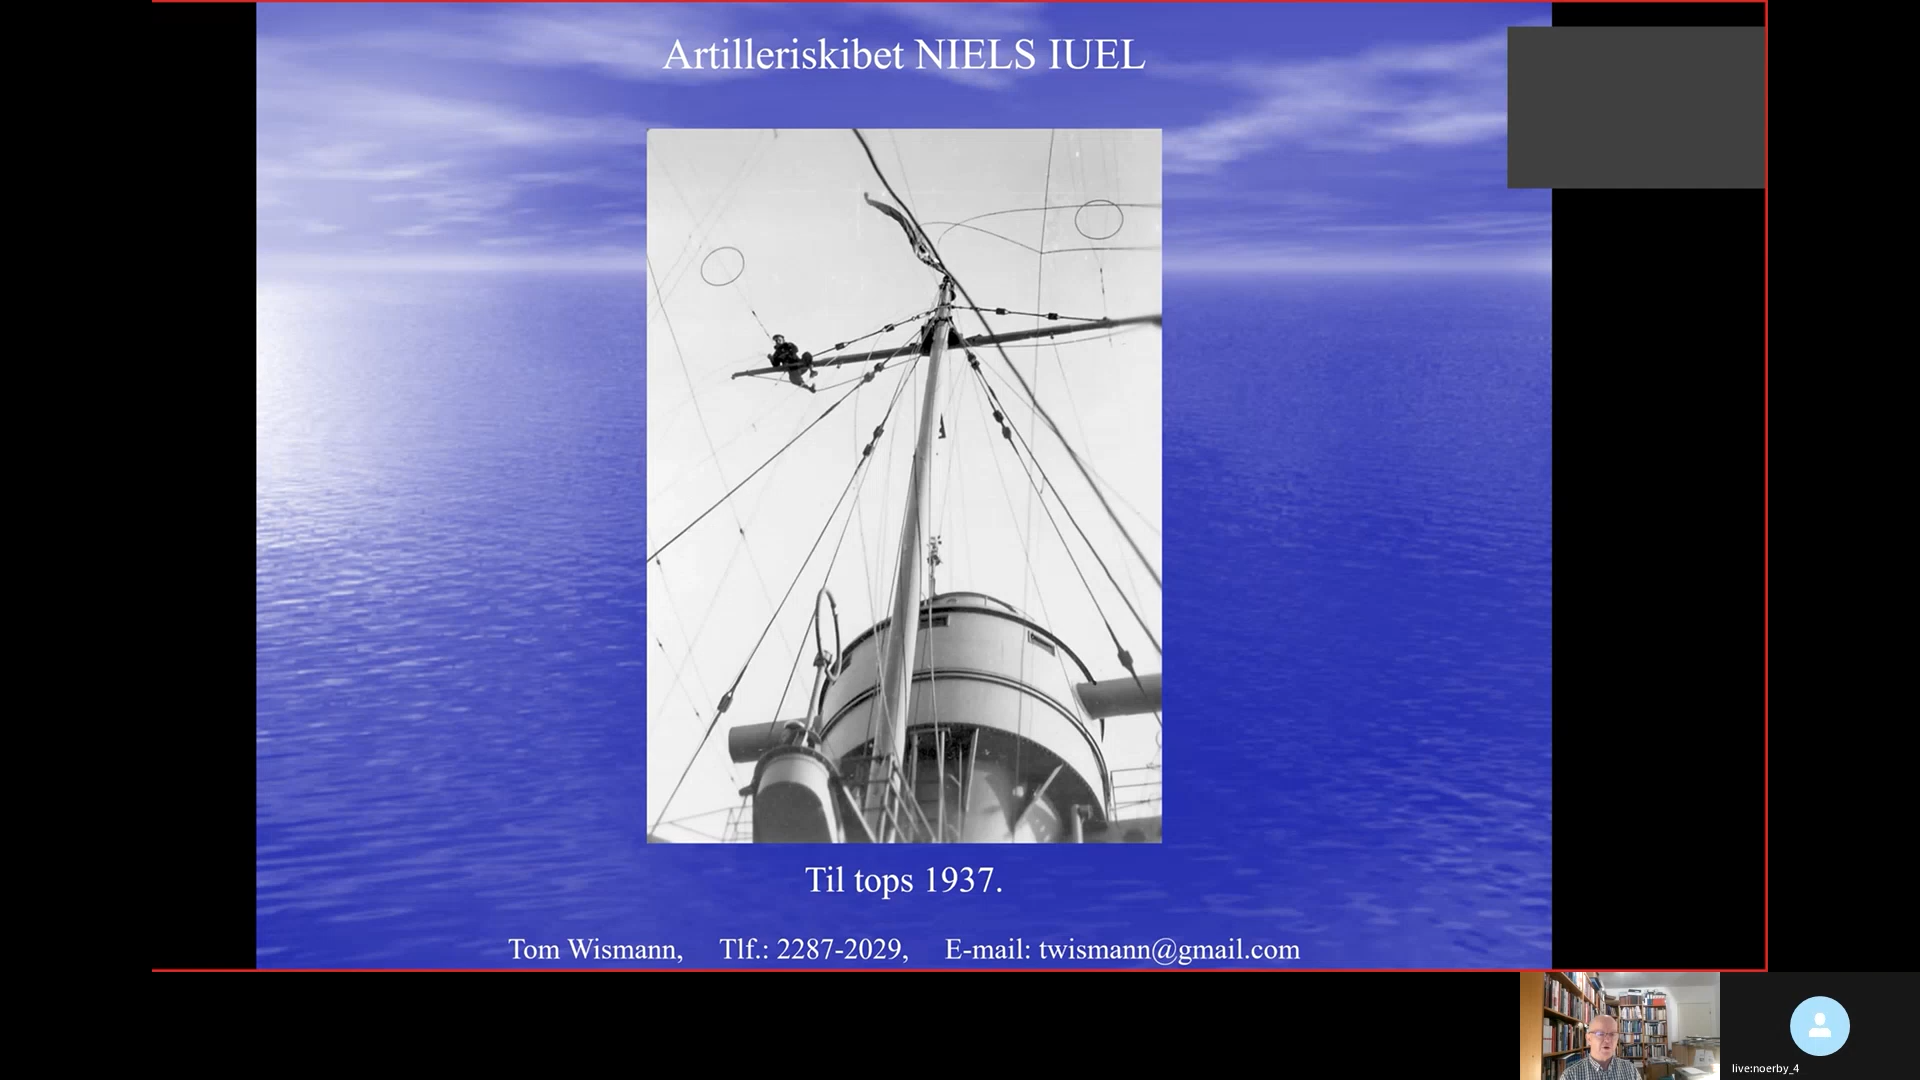 Artilleriskibet NIELS IUEL
Til tops 1937.
Tom Wismann, Tlf.: 2287-2029, E-mail: twismann@gmail.com
live:noerby_4